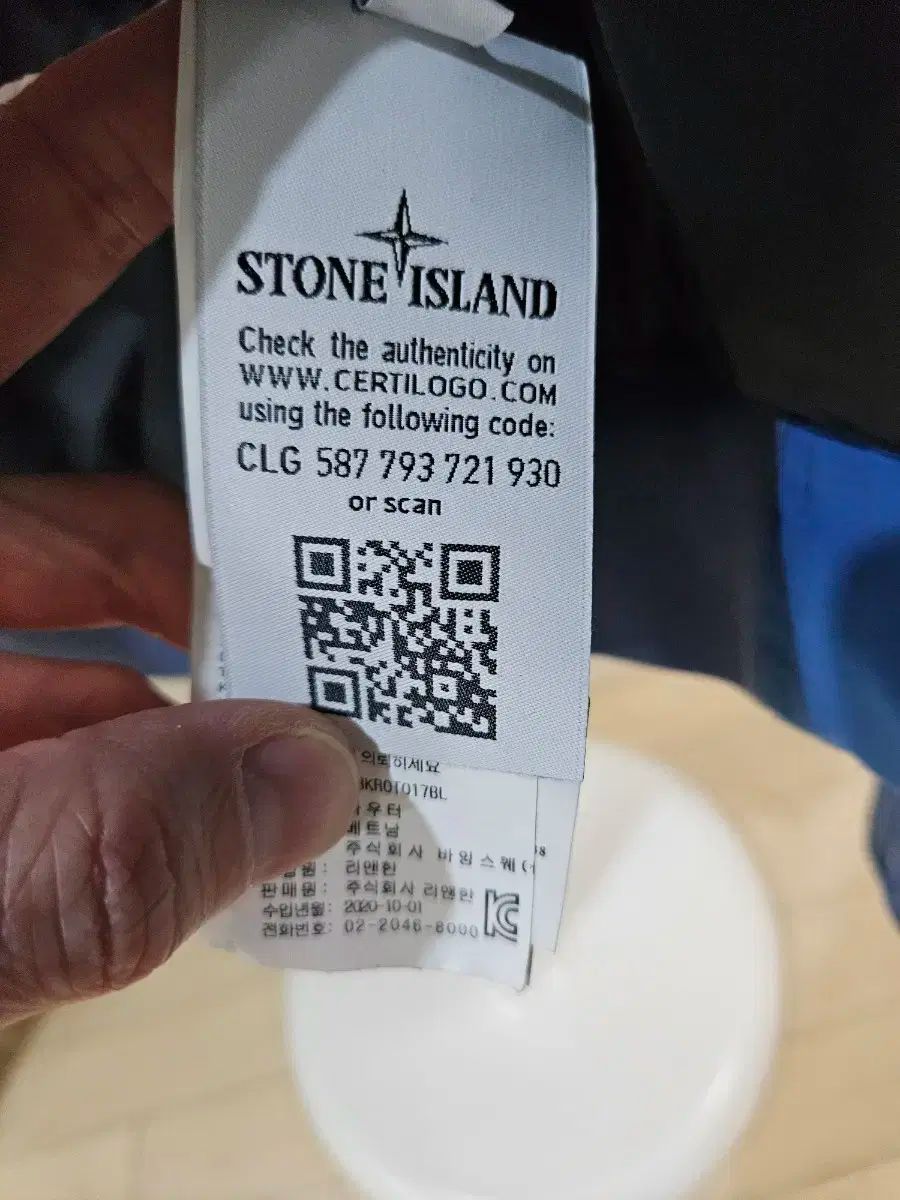 STONE ISLAND
Check the authenticity on
WWW.CERTILOGO.COM
using the following code:
CLG 587 793 721 930
or scan
의뢰하세요
KR0T017BL
우터
베트남
주식회사 바임스웨
원: 리앤한
판매원: 주식회사 리앤한
수입년월: 2020-10-01
전화번호: 02-2046-8000